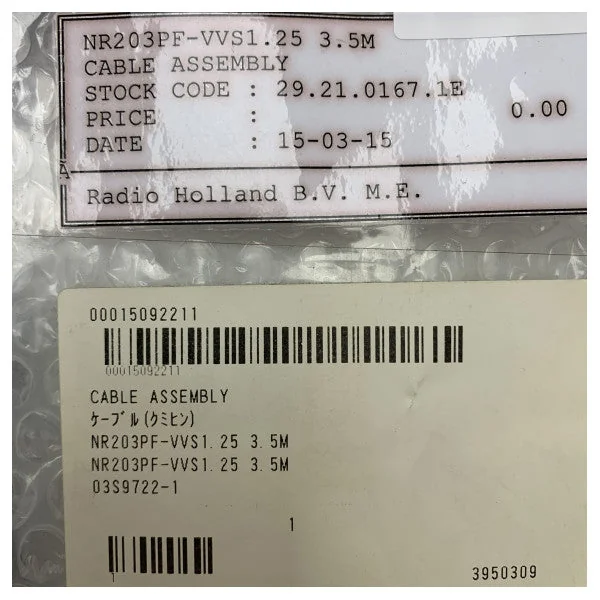 NR203PF-VVS1.25 3.5M
CABLE ASSEMBLY
STOCK CODE : 29.21.0167.1E
PRICE : 0.00
DATE : 15-03-15
Radio Holland B.V. M.E.
00015092211
00015092211
CABLE ASSEMBLY
ｹｰﾌﾞﾙ(ｸﾐﾋﾝ)
NR203PF-VVS1.25 3.5M
NR203PF-VVS1.25 3.5M
03S9722-1
1
1
3950309